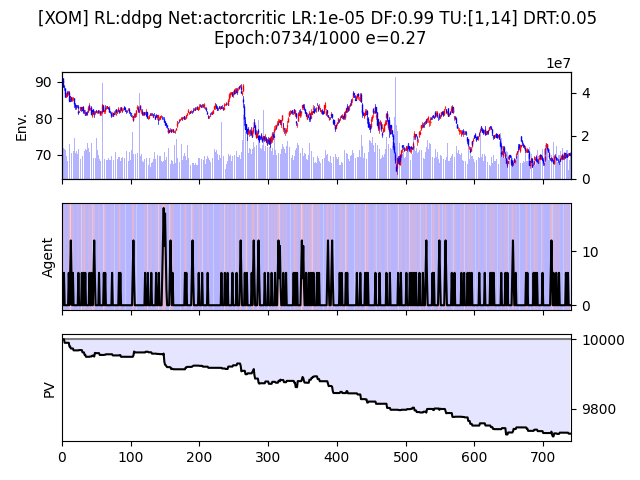 [XOM] RL:ddpg Net:actorcritic LR:1e-05 DF:0.99 TU:[1,14] DRT:0.05
Epoch:0734/1000 e=0.27
1e7
90
80
70
Env.
4
2
0
Agent
10
0
PV
10000
9800
0 100 200 300 400 500 600 700